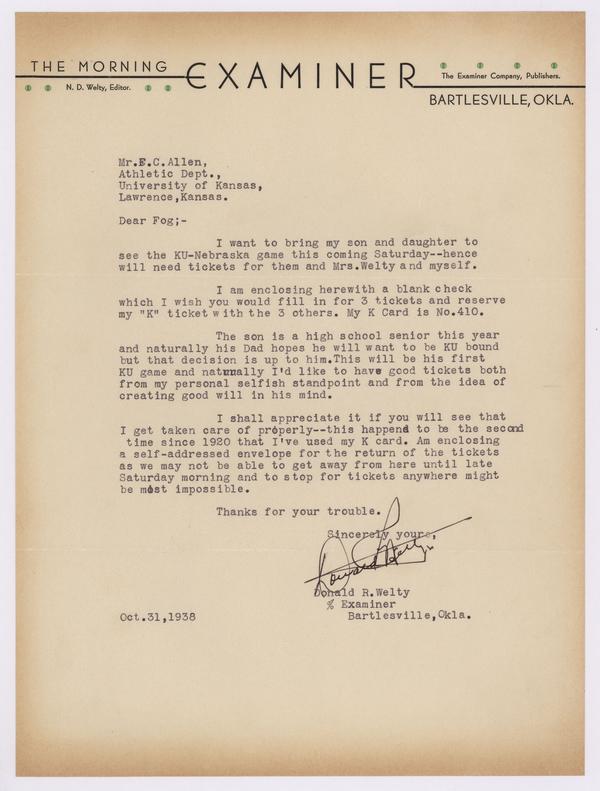 THE MORNING
EXAMINER
N. D. Welty, Editor.
The Examiner Company, Publishers.
BARTLESVILLE, OKLA.
Mr.F.C.Allen,
Athletic Dept.,
University of Kansas,
Lawrence,Kansas.
Dear Fog;-
I want to bring my son and daughter to
see the KU-Nebraska game this coming Saturday--hence
will need tickets for them and Mrs.Welty and myself.
I am enclosing herewith a blank check
which I wish you would fill in for 3 tickets and reserve
my "K" ticket with the 3 others. My K Card is No.410.
The son is a high school senior this year
and naturally his Dad hopes he will want to be KU bound
but that decision is up to him.This will be his first
KU game and natunally I'd like to have good tickets both
from my personal selfish standpoint and from the idea of
creating good will in his mind.
I shall appreciate it if you will see that
I get taken care of properly--this happend to be the second
time since 1920 that I've used my K card. Am enclosing
a self-addressed envelope for the return of the tickets
as we may not be able to get away from here until late
Saturday morning and to stop for tickets anywhere might
be most impossible.
Thanks for your trouble.
Sincerely yours,
Donald R Welty
Donald R.Welty
% Examiner
Bartlesville,Okla.
Oct.31,1938